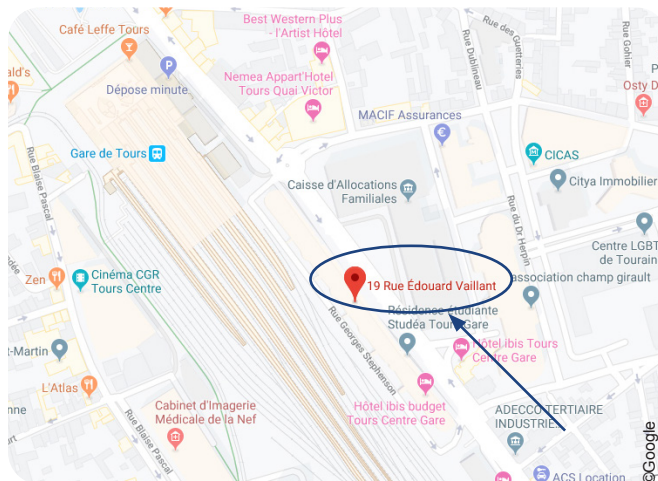 Best Western Plus
- l'Artist Hôtel
Café Leffe Tours
Rue des Guetteries
Rue Dublineau
Rue Gohier
ald's
Dépose minute
P
Nemea Appart'Hotel
Tours Quai Victor
P
Osty D
MACIF Assurances
€
Gare de Tours
CICAS
Rue Blaise Pascal
Caisse d'Allocations
Familiales
Citya Immobilier
Rue du Dr Herpin
Centre LGBT
de Tourain
Zen
Cinéma CGR
Tours Centre
19 Rue Édouard Vaillant
association champ girault
Rue Georges Stephenson
Résidence étudiante
Studéa Tours Gare
t-Martin
Hôtel ibis Tours
Centre Gare
L'Atlas
Cabinet d'Imagerie
Médicale de la Nef
Hôtel ibis budget
Tours Centre Gare
nne
Rue Blaise Pascal
ADECCO TERTIAIRE
INDUSTRIE...
ACS Location
©Google